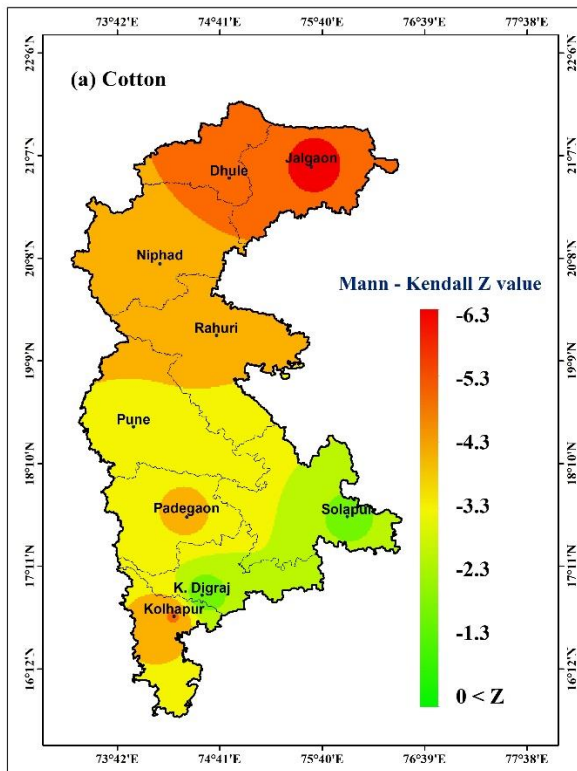 73°42'E 74°41'E 75°40'E 76°39'E 77°38'E
22°6'N 22°6'N
(a) Cotton
21°7'N 21°7'N
Jalgaon
Dhule
20°8'N 20°8'N
Niphad
Mann - Kendall Z value
-6.3
Rahuri
19°9'N 19°9'N
-5.3
Pune
-4.3
18°10'N 18°10'N
Padegaon
Solapur
-3.3
17°11'N 17°11'N
-2.3
K. Digraj
Kolhapur
-1.3
16°12'N 16°12'N
0 < Z
73°42'E 74°41'E 75°40'E 76°39'E 77°38'E